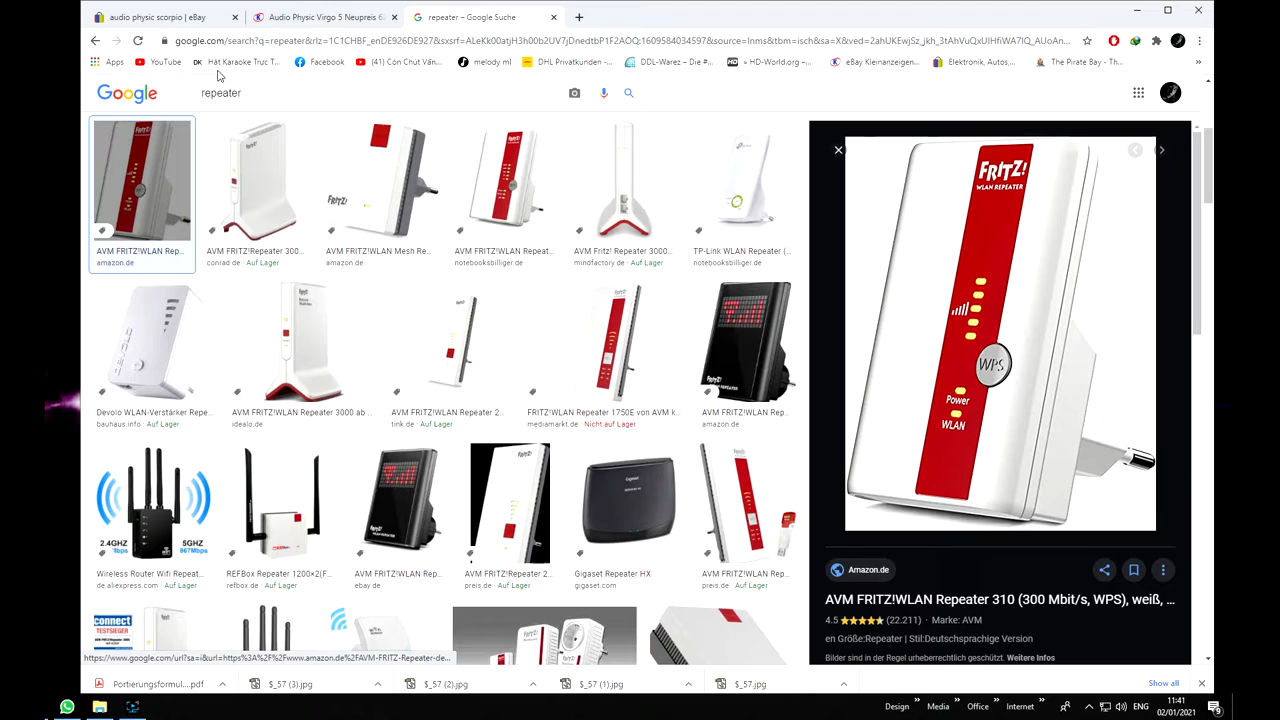 audio physic scorpio | eBay
Audio Physic Virgo 5 Neupreis 6
repeater – Google Suche
google.com/search?q=repeater&rlz=1C1CHBF_enDE926DE927&sxsrf=ALeKk00atjH3h00b2UV7jDnedtbP1F2AOQ:1609584034597&source=lnms&tbm=isch&sa=X&ved=2ahUKEwjSz_jkh_3tAhVuQxUIHfiWA7IQ_AUoAn...
Apps
YouTube
DK Hát Karaoke Trực T...
Facebook
(41) Còn Chút Vấn...
melody ml
DHL Privatkunden -...
DDL-Warez – Die #...
HD » HD-World.org –...
eBay Kleinanzeigen...
Elektronik, Autos,...
The Pirate Bay - Th...
»
Google
repeater
AVM FRITZ!WLAN Rep...
amazon.de
AVM FRITZ!Repeater 300...
conrad.de · Auf Lager
AVM FRITZ!WLAN Mesh Re...
amazon.de
AVM FRITZ!WLAN Repeat...
notebooksbilliger.de
AVM Fritz! Repeater 3000...
mindfactory.de · Auf Lager
TP-Link WLAN Repeater (...
notebooksbilliger.de
Devolo WLAN-Verstärker Repe...
bauhaus.info · Auf Lager
AVM FRITZ!WLAN Repeater 3000 ab ...
idealo.de
AVM FRITZ!WLAN Repeater 2...
tink.de · Auf Lager
FRITZ!WLAN Repeater 1750E von AVM k...
mediamarkt.de · Nicht auf Lager
AVM FRITZ!WLAN Rep...
amazon.de
2.4GHZ
5GHZ
867Mbps
Wireless Router Wifi Repeat...
de.aliexpress.com · Auf Lager
REFBox Repeater 1200×2(F...
refbox.de · Auf Lager
AVM FRITZ!WLAN Rep...
ebay.de · Auf Lager
AVM FRITZ!Repeater 2...
preis.de · Auf Lager
Gigaset Repeater HX
gigaset.com
AVM FRITZ!WLAN Rep...
preis.de · Auf Lager
connect
TESTSIEGER
FRITZ!
WLAN REPEATER
WPS
Power
WLAN
Amazon.de
AVM FRITZ!WLAN Repeater 310 (300 Mbit/s, WPS), weiß, ...
4.5 ★★★★★ (22.211) · Marke: AVM
en Größe:Repeater | Stil:Deutschsprachige Version
Bilder sind in der Regel urheberrechtlich geschützt. Weitere Infos
https://www.google.com/url?sa=i&url=https%3A%2F%2Fwww.amazon.de%2FAVM-FRITZ-Repeater-de...
Portierungsformul....pdf
$_57 (3).jpg
$_57 (2).jpg
$_57 (1).jpg
$_57.jpg
Show all
Design »
Media »
Office »
Internet »
ENG
11:41
02/01/2021
9